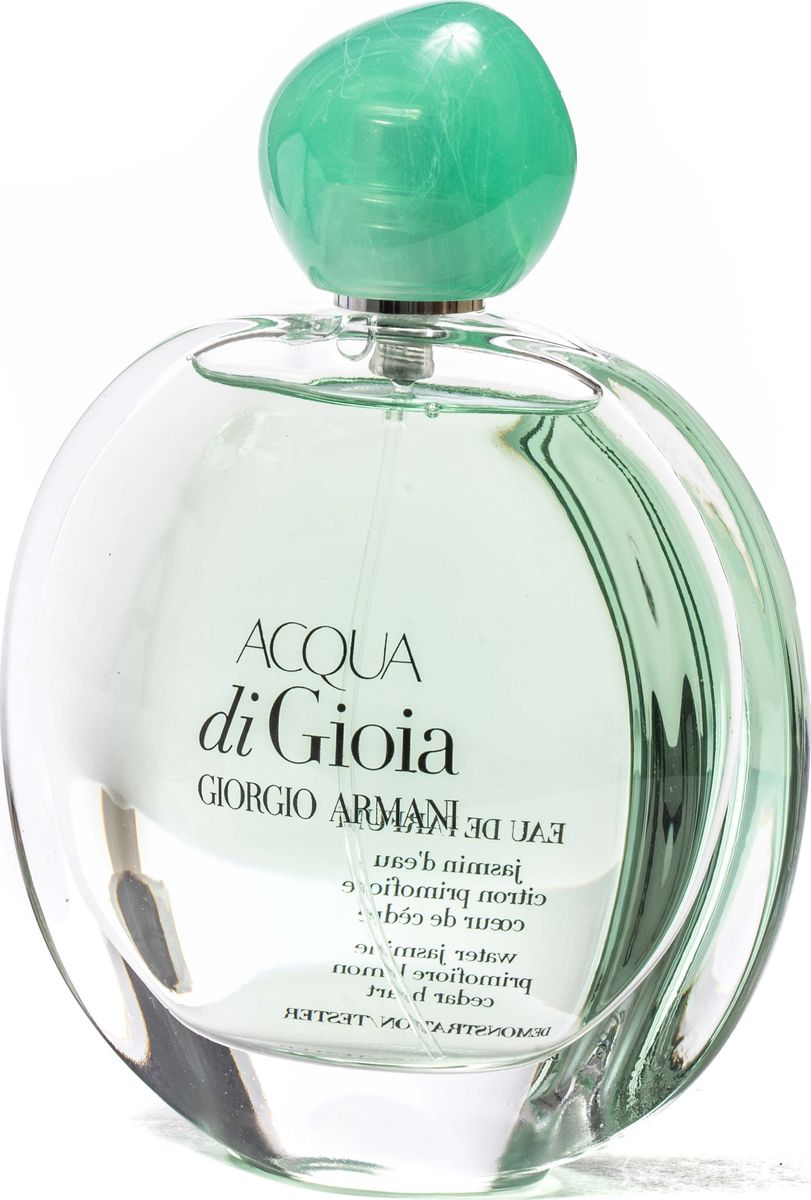 ACQUA
di Gioia
GIORGIO ARMANI
EAU DE PARFUM
jasmin d'eau
citron primofiore
cœur de cèdre
water jasmine
primofiore lemon
cedar heart
DEMONSTRATION/TESTER